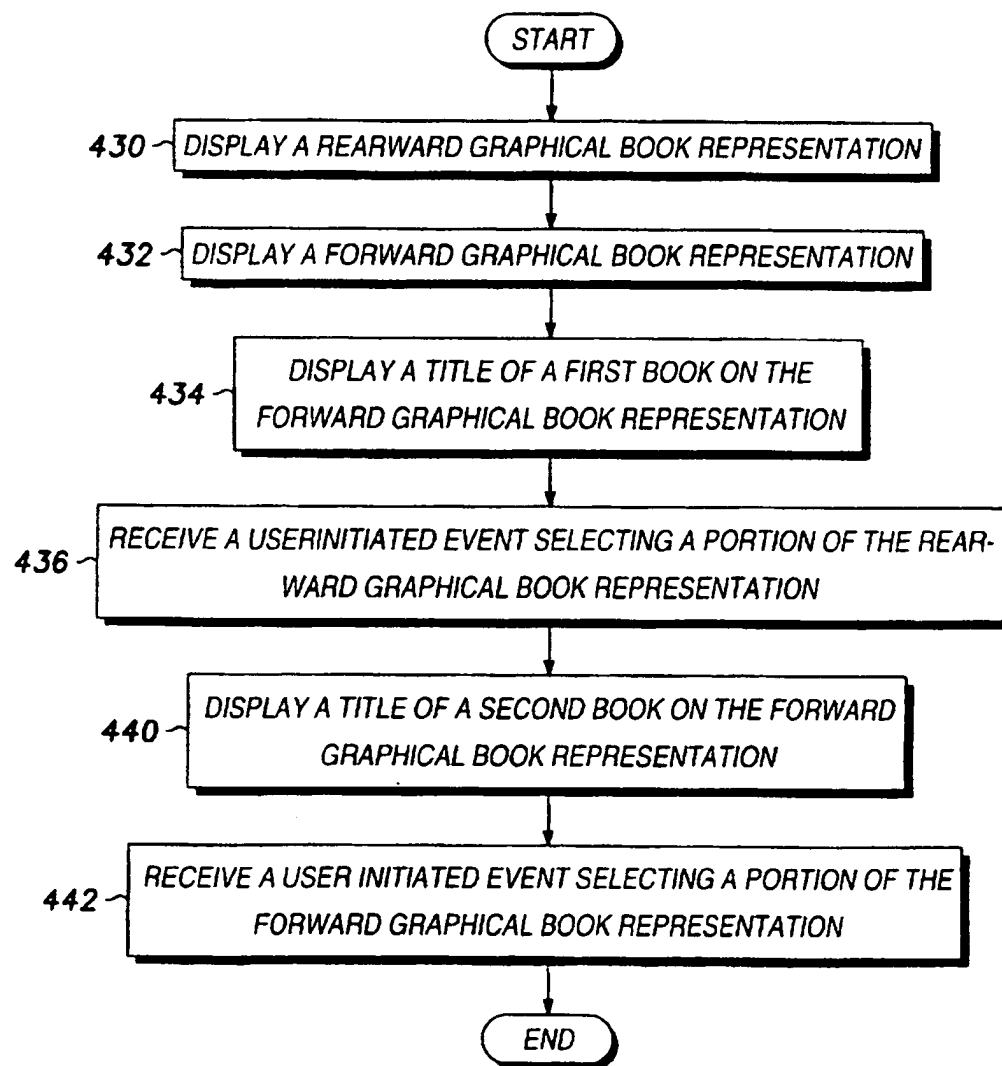 START
430 DISPLAY A REARWARD GRAPHICAL BOOK REPRESENTATION
432 DISPLAY A FORWARD GRAPHICAL BOOK REPRESENTATION
434 DISPLAY A TITLE OF A FIRST BOOK ON THE
FORWARD GRAPHICAL BOOK REPRESENTATION
436 RECEIVE A USERINITIATED EVENT SELECTING A PORTION OF THE REAR-
WARD GRAPHICAL BOOK REPRESENTATION
440 DISPLAY A TITLE OF A SECOND BOOK ON THE FORWARD
GRAPHICAL BOOK REPRESENTATION
442 RECEIVE A USER INITIATED EVENT SELECTING A PORTION OF THE
FORWARD GRAPHICAL BOOK REPRESENTATION
END